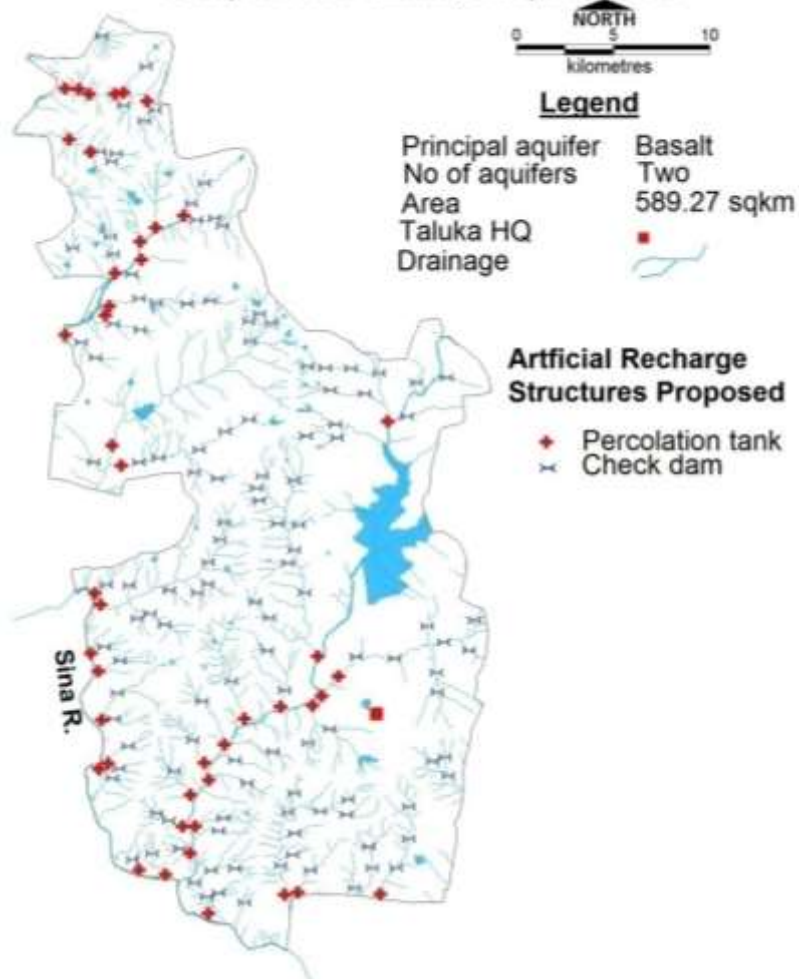 NORTH
0 5 10
kilometres
Legend
Principal aquifer Basalt
No of aquifers Two
Area 589.27 sqkm
Taluka HQ
Drainage
Artficial Recharge
Structures Proposed
Percolation tank
Check dam
Sina R.